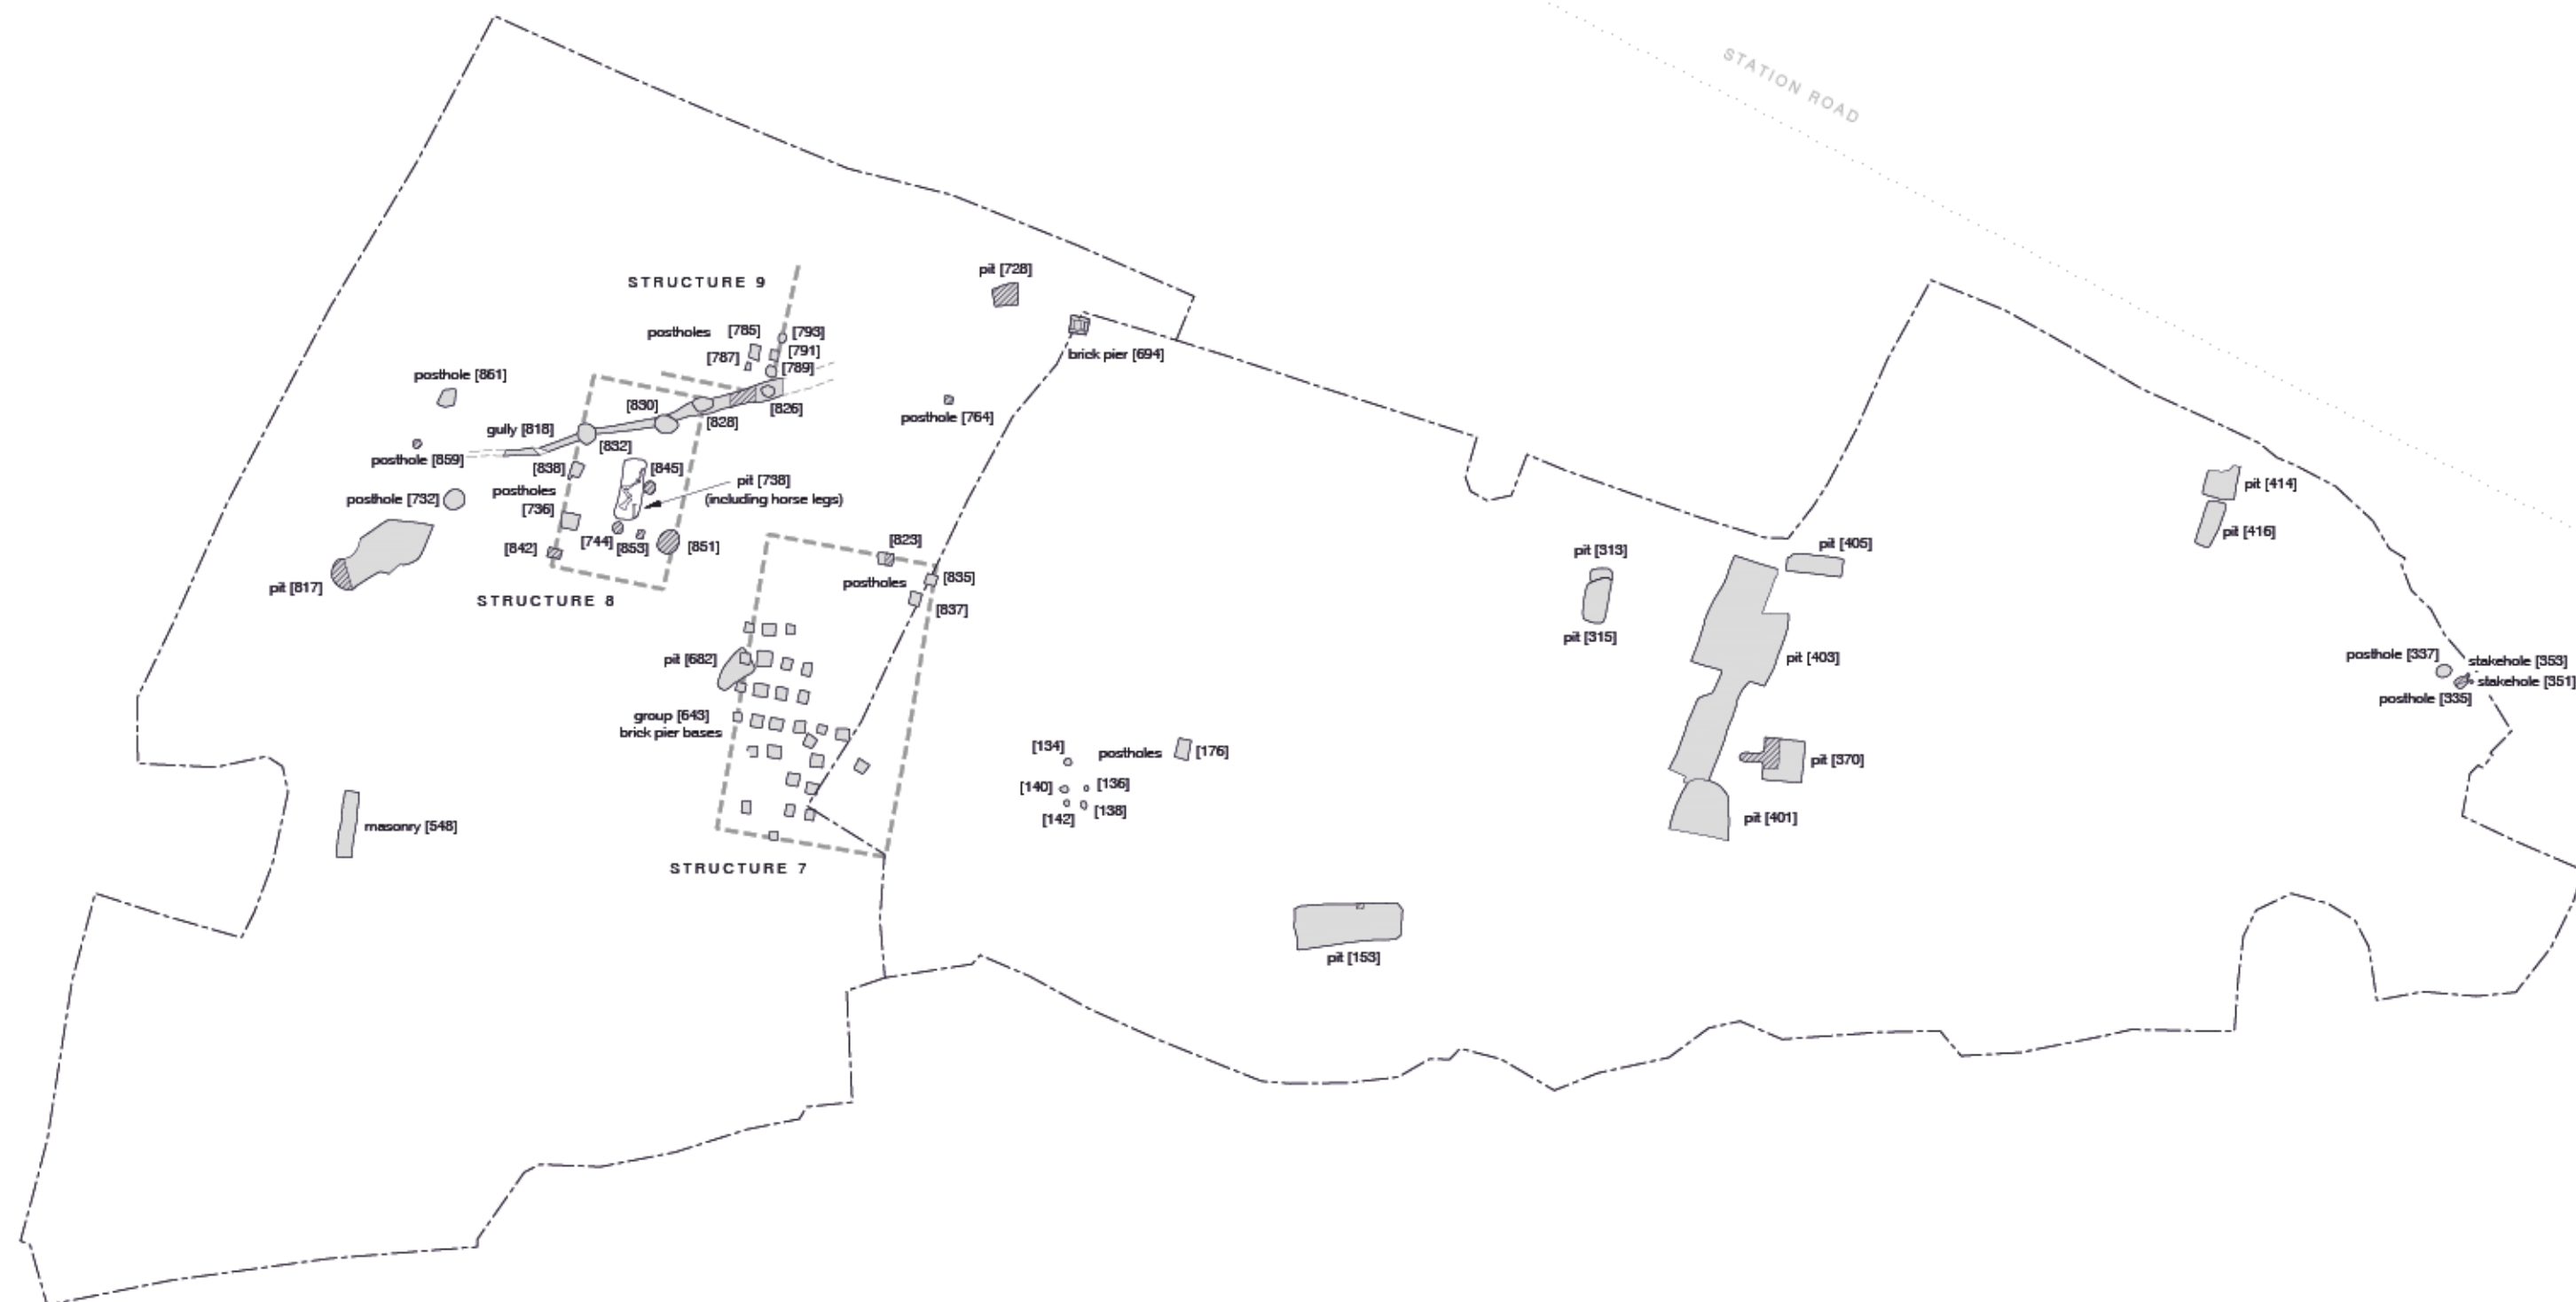 STATION ROAD
pit [728]
STRUCTURE 9
postholes
[785]
[793]
[787]
[791]
[789]
brick pier [694]
posthole [861]
[830]
[826]
posthole [764]
gully [818]
[828]
[832]
posthole [859]
[838]
[845]
pit [738]
(including horse legs)
postholes
[736]
posthole [732]
[842]
[744]
[853]
[851]
pit [817]
STRUCTURE 8
[823]
postholes
[835]
[837]
pit [682]
group [643]
brick pier bases
STRUCTURE 7
masonry [548]
[134]
postholes
[176]
[140]
[136]
[142]
[138]
pit [153]
pit [313]
pit [315]
pit [405]
pit [403]
pit [370]
pit [401]
pit [414]
pit [416]
posthole [337]
stakehole [353]
stakehole [351]
posthole [335]